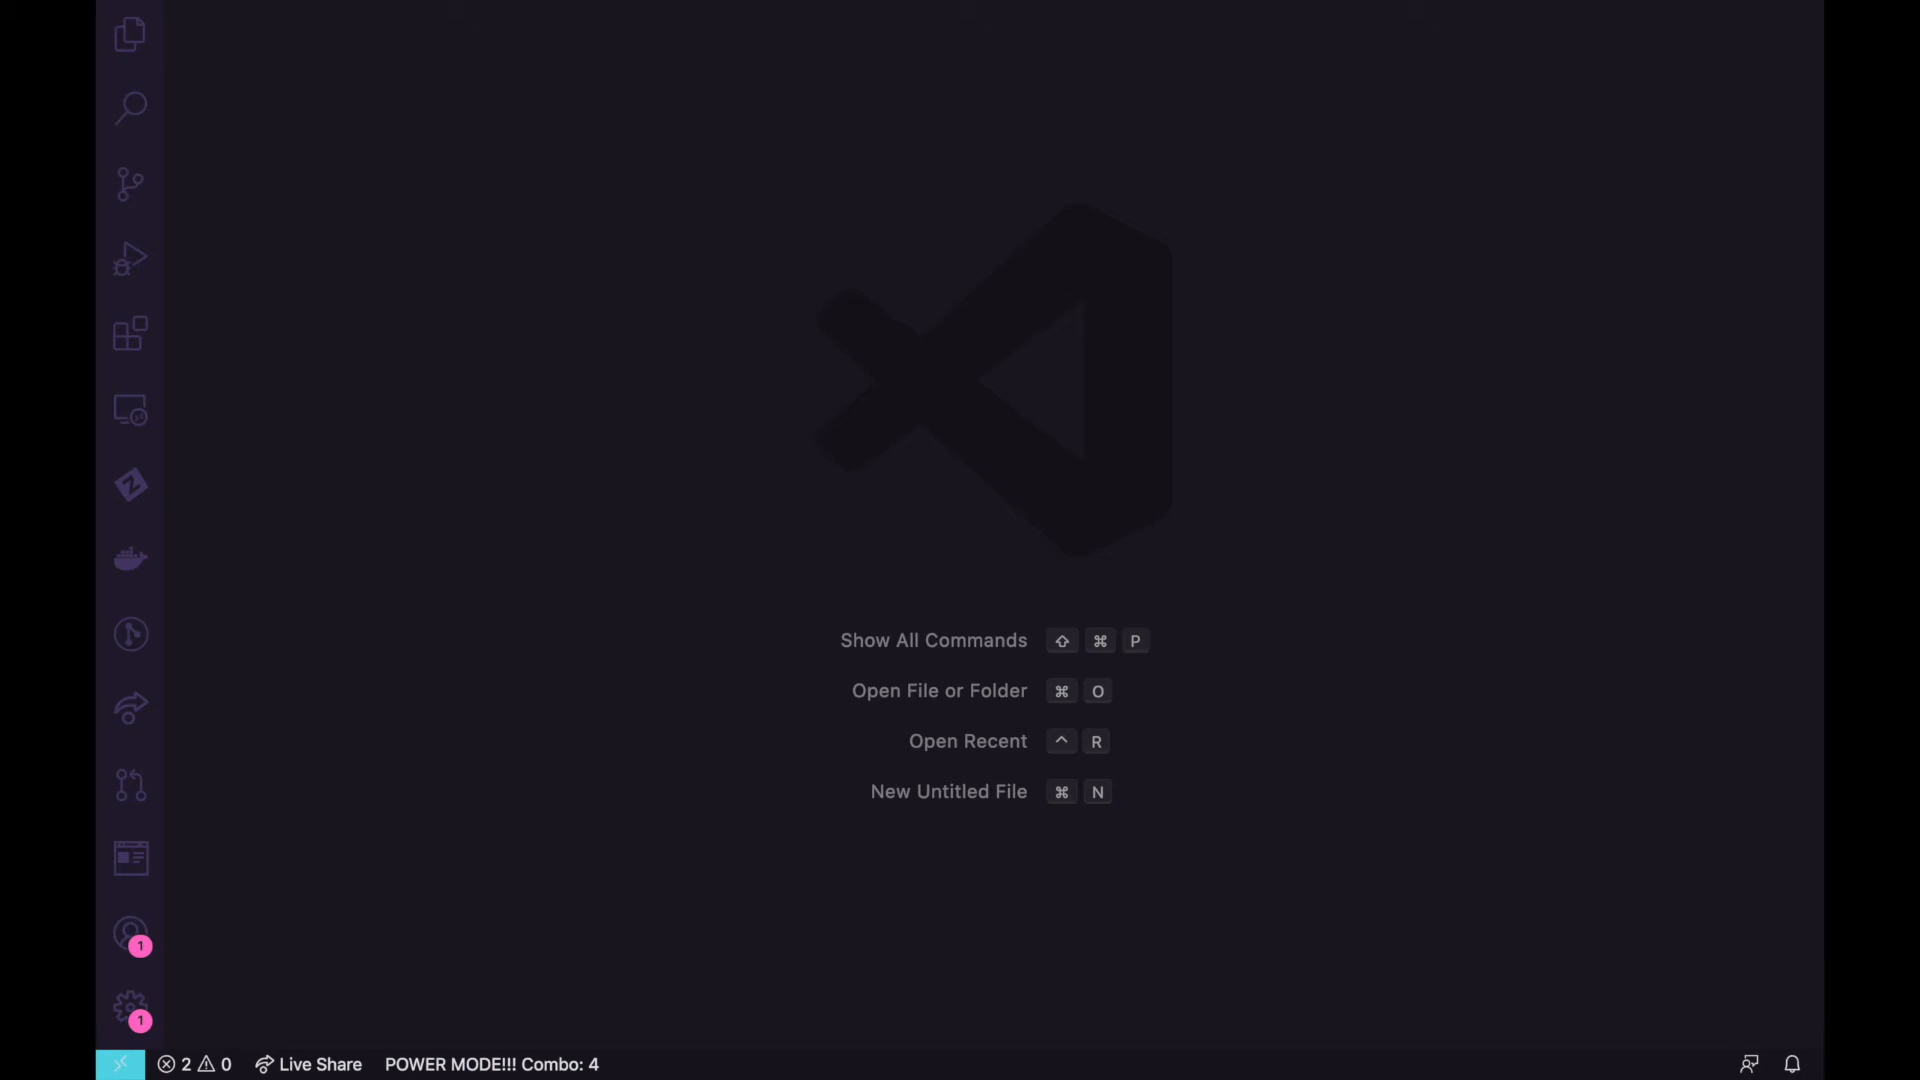 Show All Commands ⇧ ⌘ P
Open File or Folder ⌘ O
Open Recent ^ R
New Untitled File ⌘ N
1
1
2 0 Live Share POWER MODE!!! Combo: 4